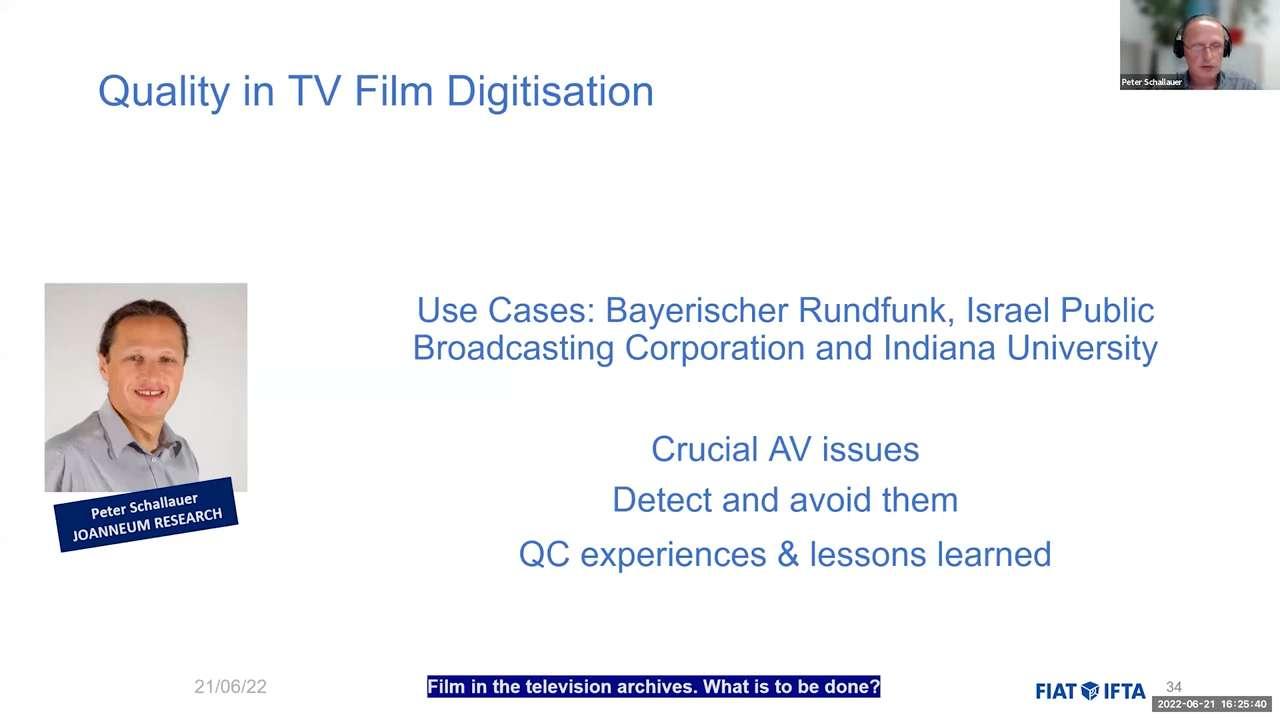 Peter Schallauer
Quality in TV Film Digitisation
Use Cases: Bayerischer Rundfunk, Israel Public
Broadcasting Corporation and Indiana University
Crucial AV issues
Detect and avoid them
QC experiences & lessons learned
Peter Schallauer
JOANNEUM RESEARCH
21/06/22
Film in the television archives. What is to be done?
FIAT IFTA
34
2022-06-21 16:25:40